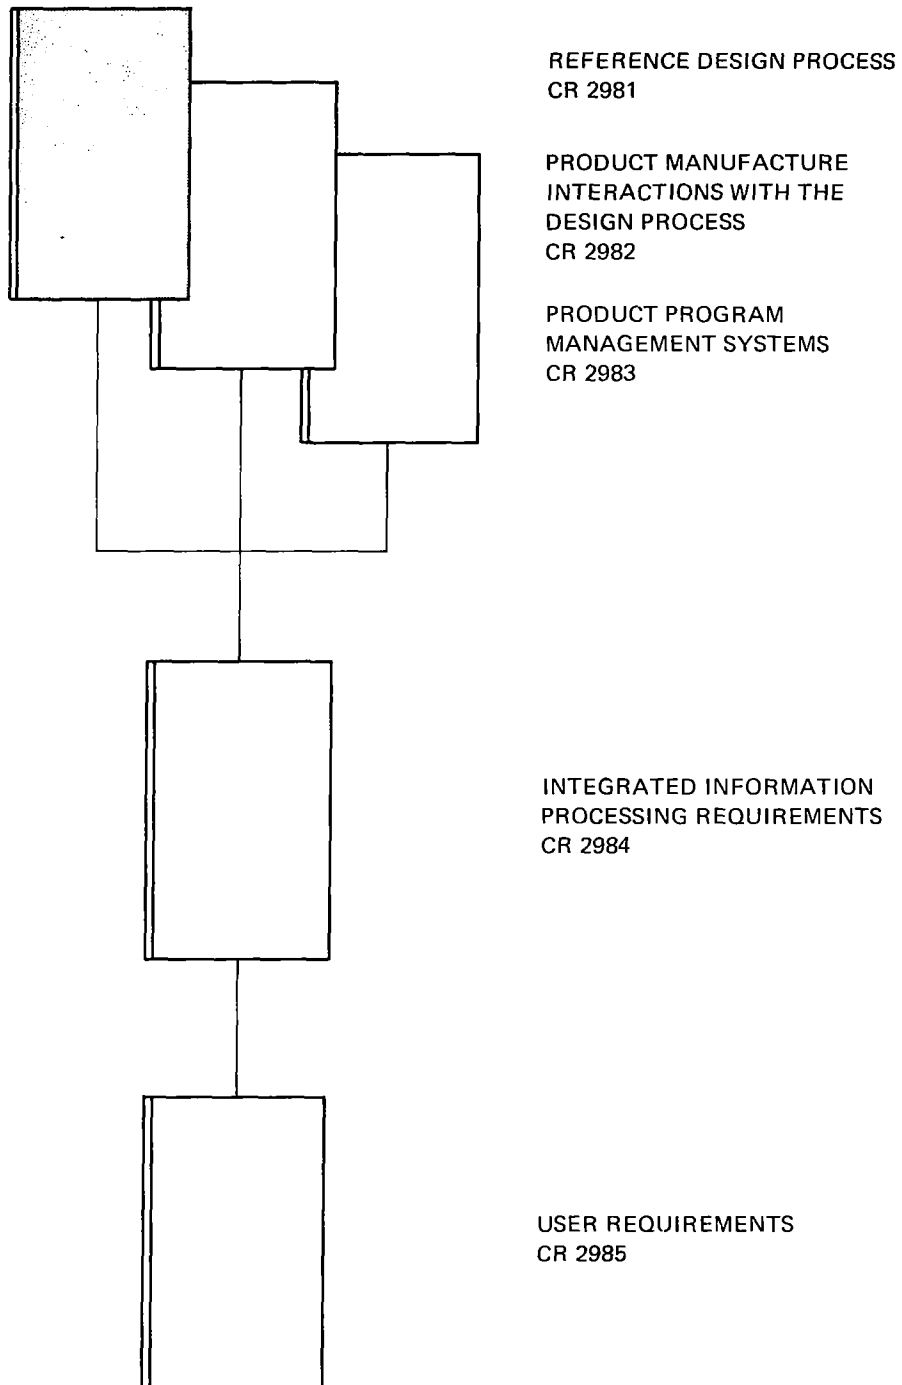 REFERENCE DESIGN PROCESS
CR 2981
PRODUCT MANUFACTURE
INTERACTIONS WITH THE
DESIGN PROCESS
CR 2982
PRODUCT PROGRAM
MANAGEMENT SYSTEMS
CR 2983
INTEGRATED INFORMATION
PROCESSING REQUIREMENTS
CR 2984
USER REQUIREMENTS
CR 2985